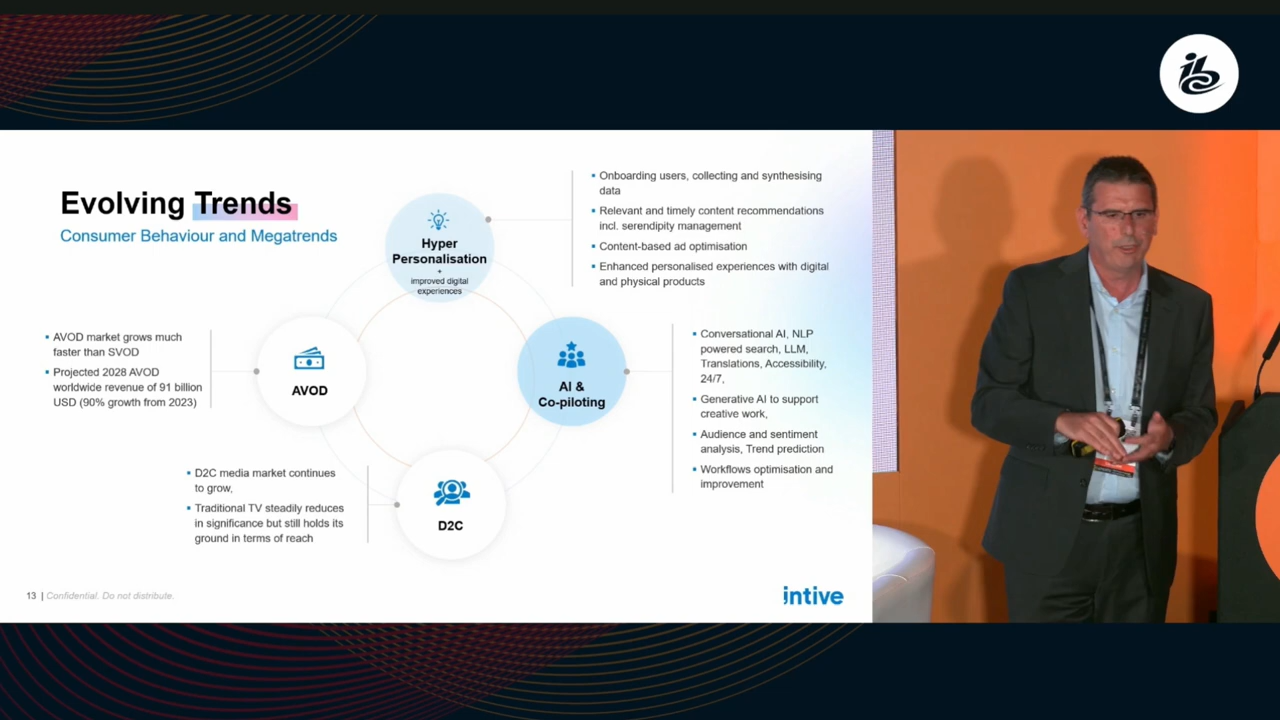 ibc
Evolving Trends
Consumer Behaviour and Megatrends
Hyper
Personalisation
+
improved digital
experiences
▪ Onboarding users, collecting and synthesising
data
▪ Relevant and timely content recommendations
incl. serendipity management
▪ Content-based ad optimisation
▪ Enhanced personalised experiences with digital
and physical products
▪ AVOD market grows much
faster than SVOD
▪ Projected 2028 AVOD
worldwide revenue of 91 billion
USD (90% growth from 2023)
AVOD
AI &
Co-piloting
▪ Conversational AI, NLP
powered search, LLM,
Translations, Accessibility,
24/7,
▪ Generative AI to support
creative work,
▪ Audience and sentiment
analysis, Trend prediction
▪ Workflows optimisation and
improvement
▪ D2C media market continues
to grow,
▪ Traditional TV steadily reduces
in significance but still holds its
ground in terms of reach
D2C
13 | Confidential. Do not distribute.
intive